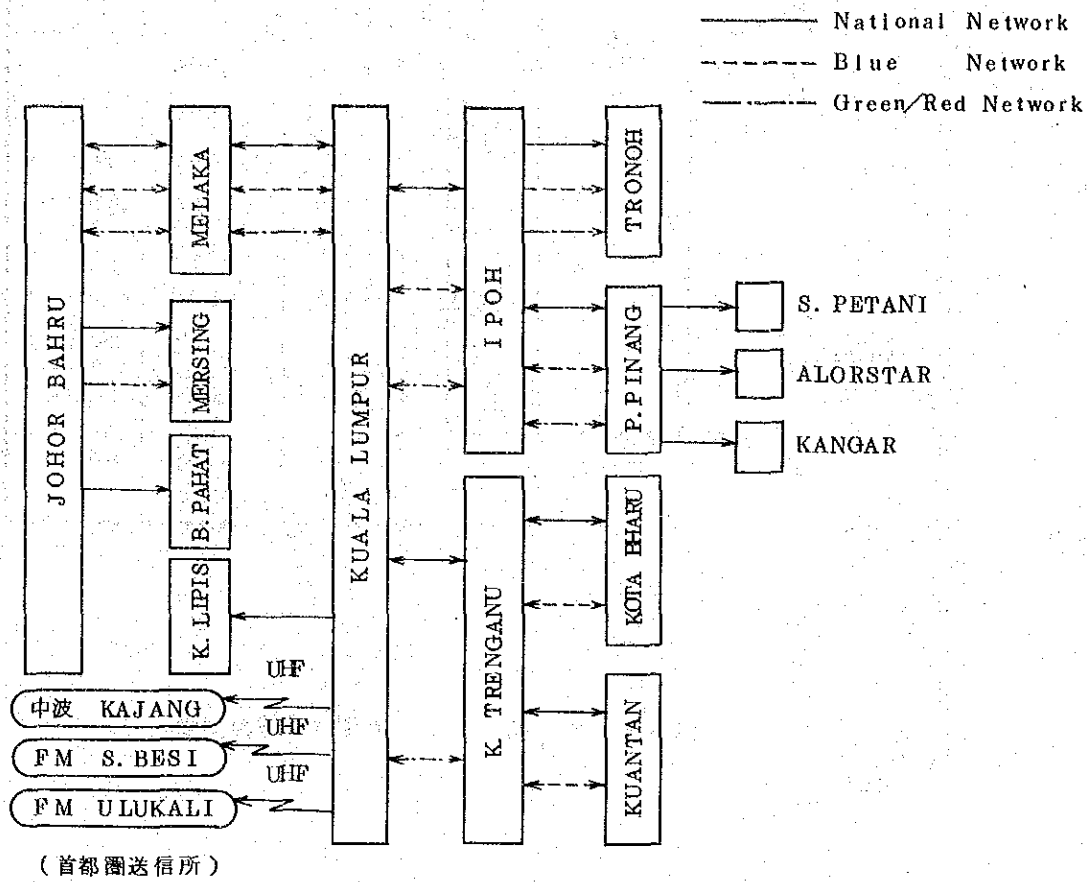 National Network
Blue Network
Green/Red Network
JOHOR BAHRU
MELAKA
MERSING
B. PAHAT
K. LIPIS
KUALA LUMPUR
IPOH
K. TRENGANU
TRONOH
P. PINANG
KOTA BHARU
KUANTAN
S. PETANI
ALORSTAR
KANGAR
UHF
中波 KAJANG
UHF
FM S. BESI
UHF
FM ULUKALI
(首都圏送信所)